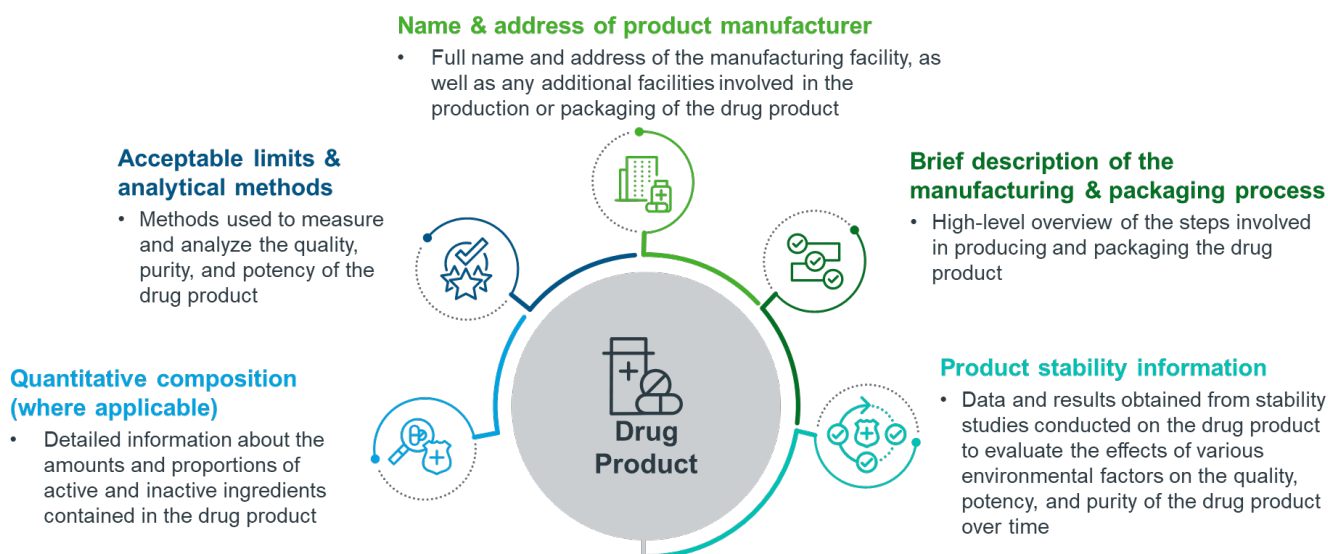 Name & address of product manufacturer
• Full name and address of the manufacturing facility, as
well as any additional facilities involved in the
production or packaging of the drug product
Acceptable limits &
analytical methods
• Methods used to measure
and analyze the quality,
purity, and potency of the
drug product
Brief description of the
manufacturing & packaging process
• High-level overview of the steps involved
in producing and packaging the drug
product
Quantitative composition
(where applicable)
• Detailed information about the
amounts and proportions of
active and inactive ingredients
contained in the drug product
Drug
Product
Product stability information
• Data and results obtained from stability
studies conducted on the drug product
to evaluate the effects of various
environmental factors on the quality,
potency, and purity of the drug product
over time